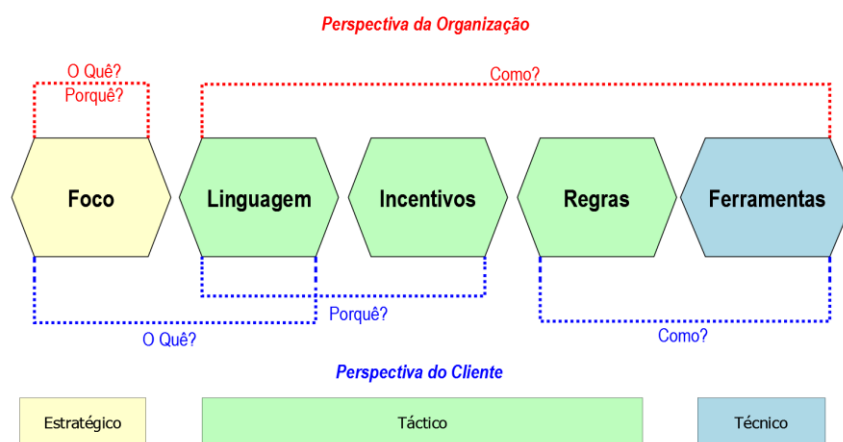 Perspectiva da Organização
O Quê?
Porquê?
Como?
Foco
Linguagem
Incentivos
Regras
Ferramentas
O Quê?
Porquê?
Como?
Perspectiva do Cliente
Estratégico
Táctico
Técnico